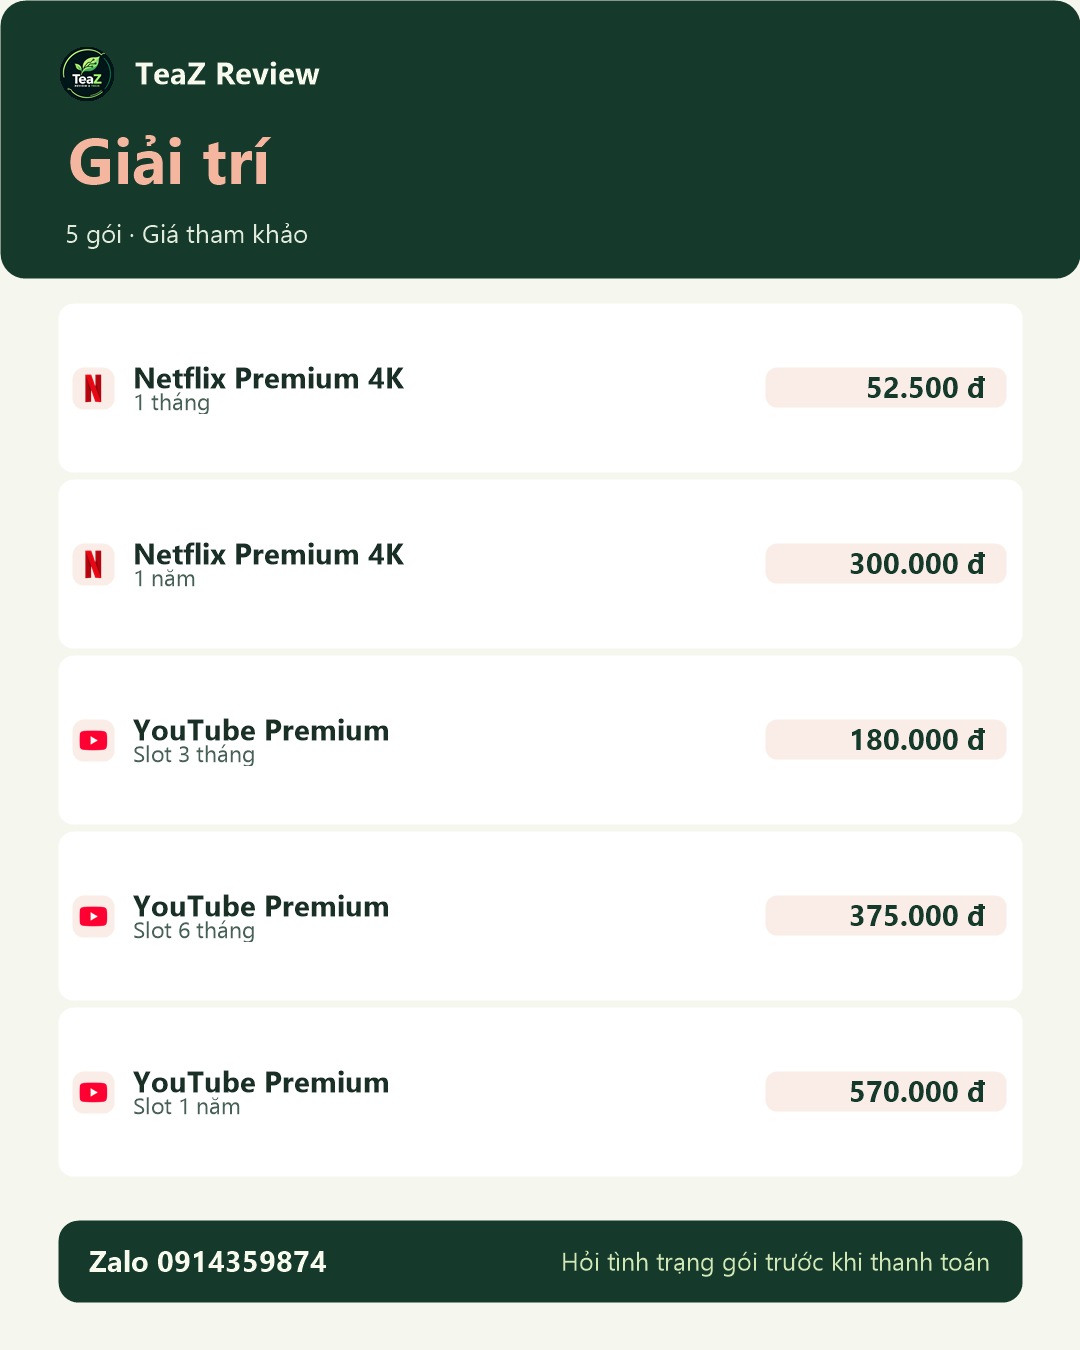 TeaZ
TeaZ Review
Giải trí
5 gói · Giá tham khảo
Netflix Premium 4K
1 tháng
52.500 đ
Netflix Premium 4K
1 năm
300.000 đ
YouTube Premium
Slot 3 tháng
180.000 đ
YouTube Premium
Slot 6 tháng
375.000 đ
YouTube Premium
Slot 1 năm
570.000 đ
Zalo 0914359874
Hỏi tình trạng gói trước khi thanh toán